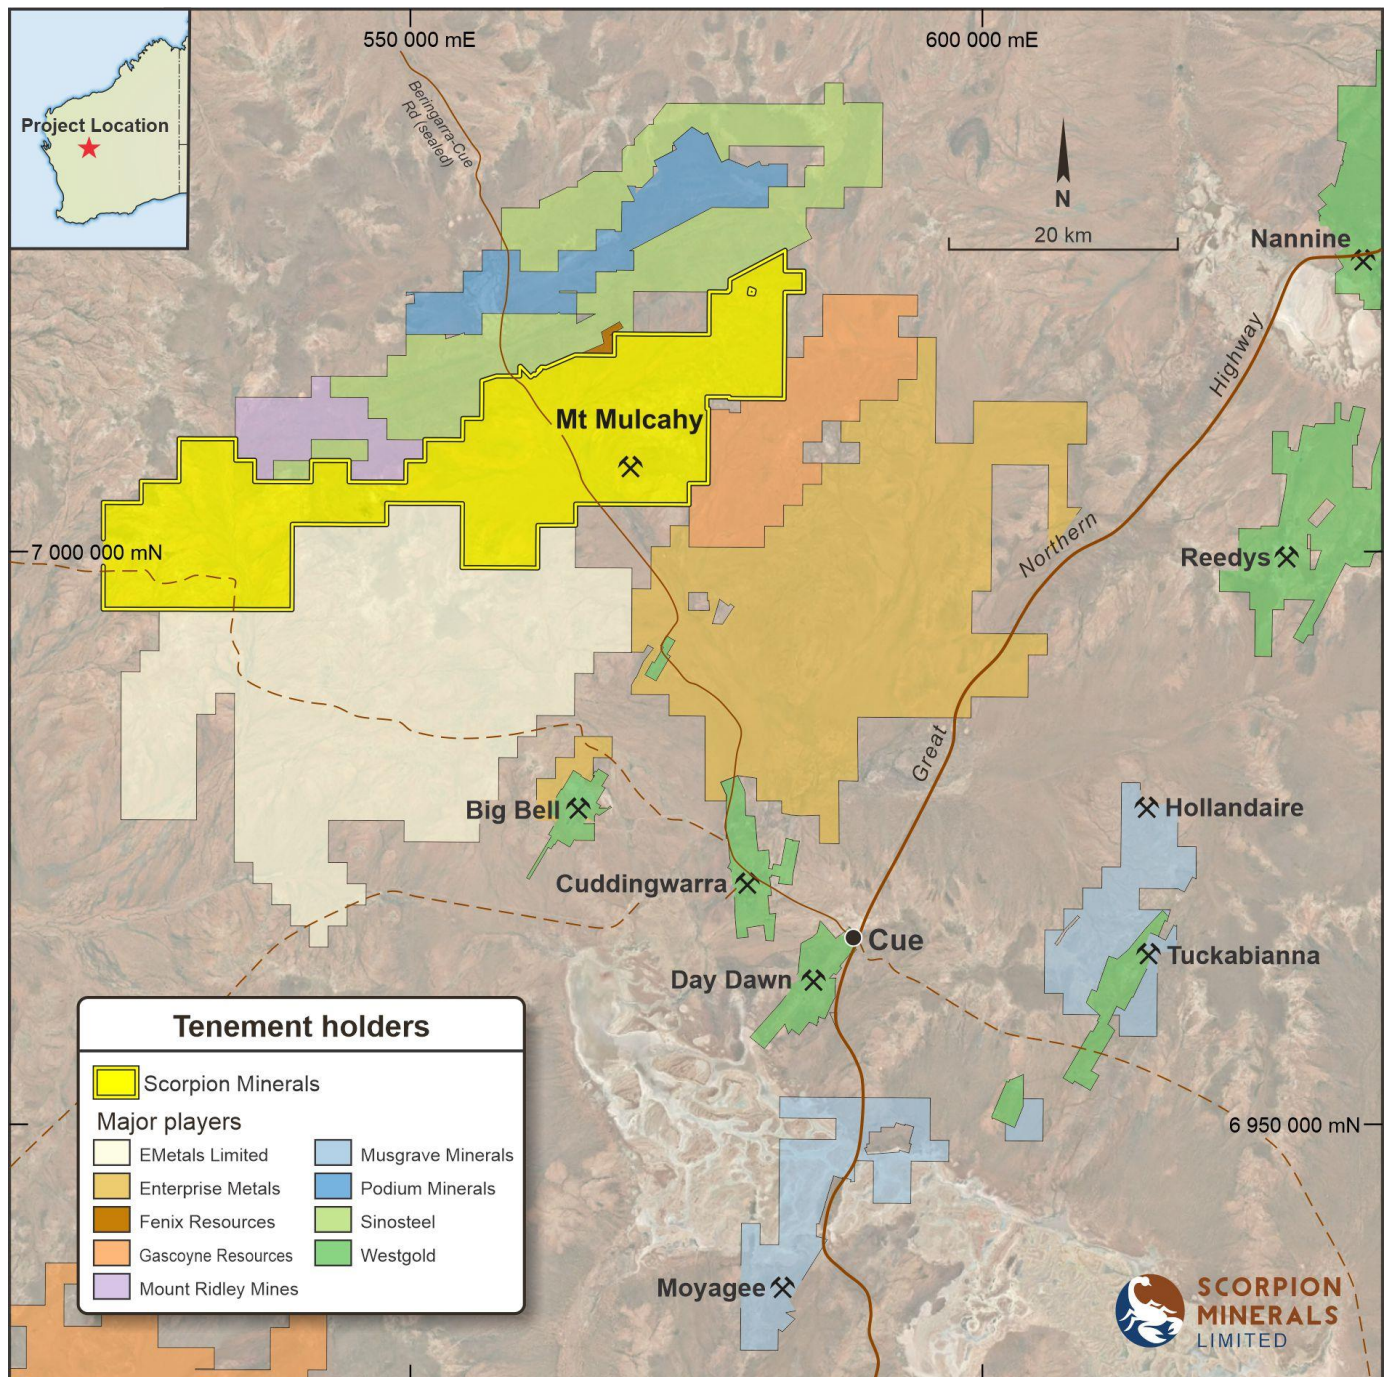 550 000 mE
600 000 mE
Project Location
Beringarra-Cue
Rd (sealed)
N
20 km
Nannine
Highway
Mt Mulcahy
Northern
7 000 000 mN
Reedys
Great
Big Bell
Hollandaire
Cuddingwarra
Cue
Tuckabianna
Day Dawn
Tenement holders
Scorpion Minerals
Major players
EMetals Limited
Enterprise Metals
Fenix Resources
Gascoyne Resources
Mount Ridley Mines
Musgrave Minerals
Podium Minerals
Sinosteel
Westgold
6 950 000 mN
Moyagee
SCORPION
MINERALS
LIMITED